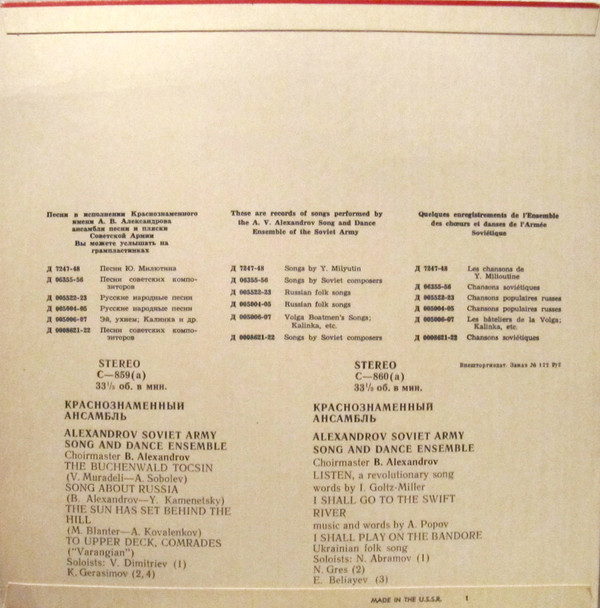 Песни в исполнении Краснознаменного
имени А. В. Александрова
ансамбля песни и пляски
Советской Армии
Вы можете услышать на
грампластинках
Д 7247-48 Песни Ю. Милютина
Д 06355-56 Песни советских композиторов
Д 005522-23 Русские народные песни
Д 005004-05 Русские народные песни
Д 005006-07 Эй, ухнем; Калинка и др.
Д 0008621-22 Песни советских композиторов
These are records of songs performed by
the A. V. Alexandrov Song and Dance
Ensemble of the Soviet Army
Д 7247-48 Songs by Y. Milyutin
Д 06355-56 Songs by Soviet composers
Д 005522-23 Russian folk songs
Д 005004-05 Russian folk songs
Д 005006-07 Volga Boatmen's Songs;
Kalinka, etc.
Д 0008621-22 Songs by Soviet composers
Quelques enregistrements de l'Ensemble
des chœurs et danses de l'Armée
Soviétique
Д 7247-48 Les chansons de
Y. Milioutine
Д 06355-56 Chansons soviétiques
Д 005522-23 Chansons populaires russes
Д 005004-05 Chansons populaires russes
Д 005006-07 Les bâteliers de la Volga;
Kalinka, etc.
Д 0008621-22 Chansons soviétiques
Внешторгиздат. Заказ №
STEREO
С—859(а)
33⅓ об. в мин.
КРАСНОЗНАМЕННЫЙ
АНСАМБЛЬ
ALEXANDROV SOVIET ARMY
SONG AND DANCE ENSEMBLE
Choirmaster B. Alexandrov
THE BUCHENWALD TOCSIN
(V. Muradeli—A. Sobolev)
SONG ABOUT RUSSIA
(B. Alexandrov—Y. Kamenetsky)
THE SUN HAS SET BEHIND THE
HILL
(M. Blanter—A. Kovalenkov)
TO UPPER DECK, COMRADES
("Varangian")
Soloists: V. Dimitriev (1)
K. Gerasimov (2, 4)
STEREO
С—860(а)
33⅓ об. в мин.
КРАСНОЗНАМЕННЫЙ
АНСАМБЛЬ
ALEXANDROV SOVIET ARMY
SONG AND DANCE ENSEMBLE
Choirmaster B. Alexandrov
LISTEN, a revolutionary song
words by I. Goltz-Miller
I SHALL GO TO THE SWIFT
RIVER
music and words by A. Popov
I SHALL PLAY ON THE BANDORE
Ukrainian folk song
Soloists: N. Abramov (1)
N. Gres (2)
E. Beliayev (3)
MADE IN THE U.S.S.R. 1